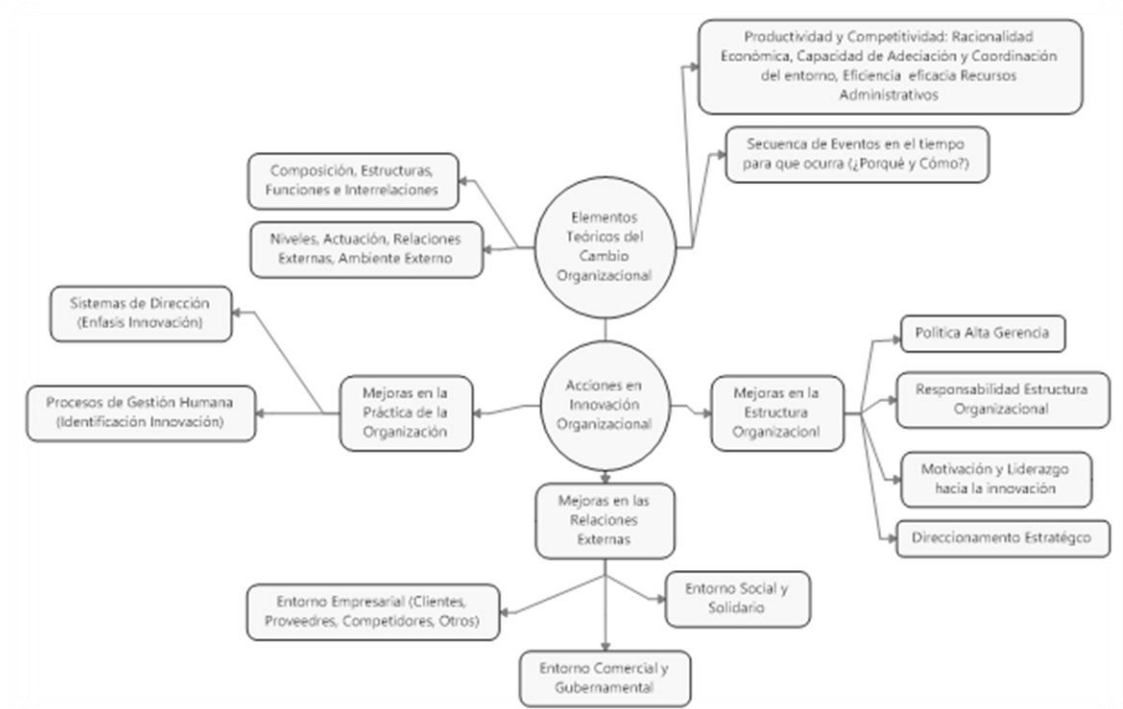 Productividad y Competitividad: Racionalidad
Económica, Capacidad de Adeciación y Coordinación
del entorno, Eficiencia eficacia Recursos
Administrativos
Secuenca de Eventos en el tiempo
para que ocurra (¿Porqué y Cómo?)
Composición, Estructuras,
Funciones e Interrelaciones
Niveles, Actuación, Relaciones
Externas, Ambiente Externo
Elementos
Teóricos del
Cambio
Organizacional
Sistemas de Dirección
(Enfasis Innovación)
Procesos de Gestión Humana
(Identificación Innovación)
Mejoras en la
Práctica de la
Organización
Acciones en
Innovación
Organizacional
Mejoras en la
Estructura
Organizacionl
Política Alta Gerencia
Responsabilidad Estructura
Organizacional
Motivación y Liderazgo
hacia la innovación
Direccionamento Estratégco
Mejoras en las
Relaciones
Externas
Entorno Empresarial (Clientes,
Proveedres, Competidores, Otros)
Entorno Social y
Solidario
Entorno Comercial y
Gubernamental